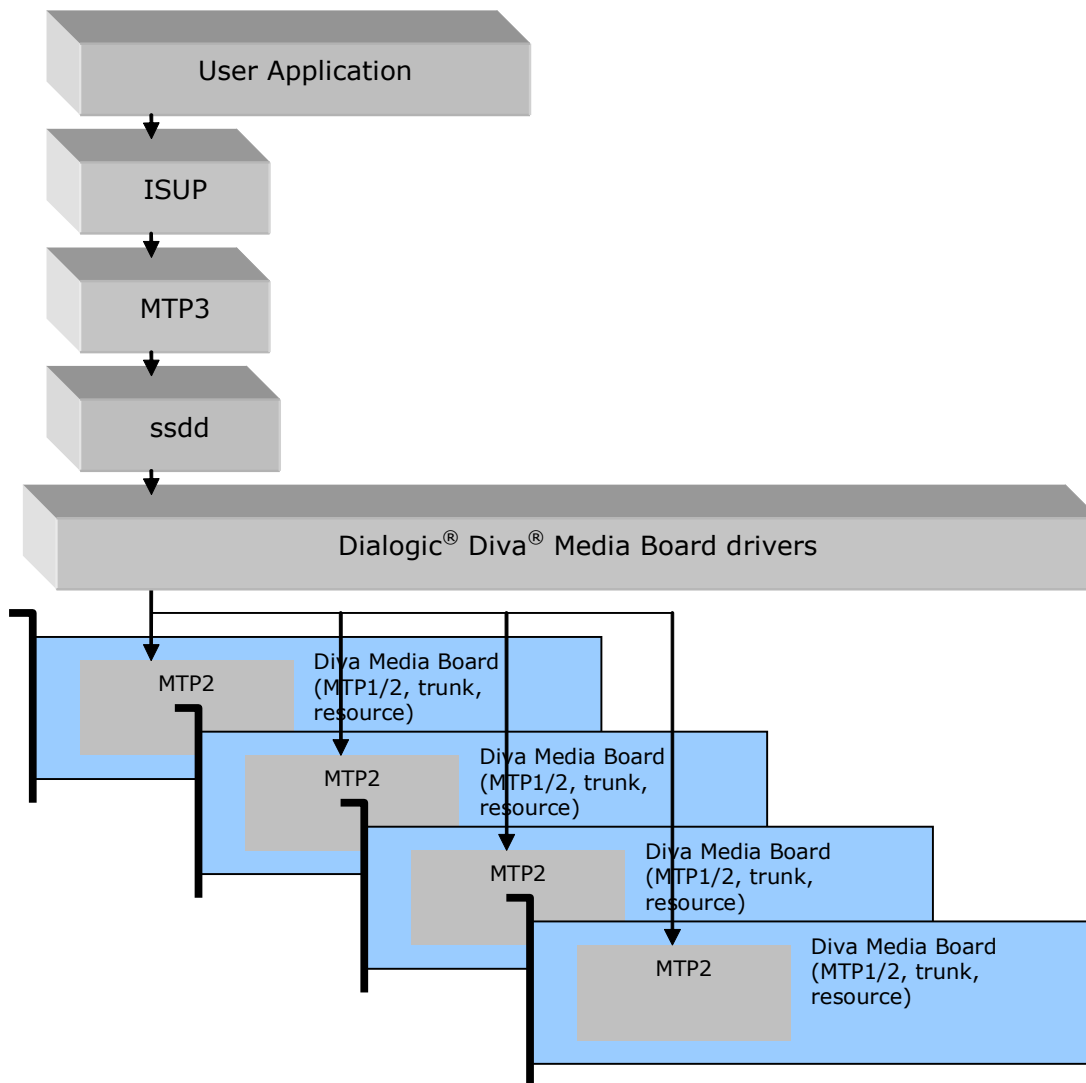 User Application
ISUP
MTP3
ssdd
Dialogic® Diva® Media Board drivers
MTP2
Diva Media Board
(MTP1/2, trunk,
resource)
MTP2
Diva Media Board
(MTP1/2, trunk,
resource)
MTP2
Diva Media Board
(MTP1/2, trunk,
resource)
MTP2
Diva Media Board
(MTP1/2, trunk,
resource)